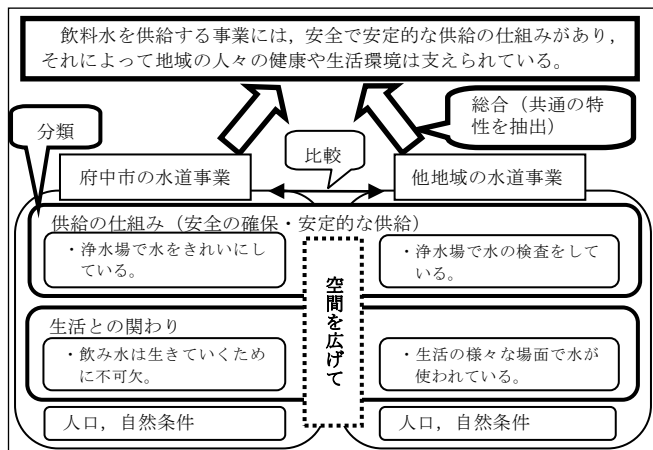 飲料水を供給する事業には，安全で安定的な供給の仕組みがあり，
それによって地域の人々の健康や生活環境は支えられている。
分類
総合（共通の特
性を抽出）
比較
府中市の水道事業
他地域の水道事業
供給の仕組み（安全の確保・安定的な供給）
・浄水場で水をきれいにし
ている。
・浄水場で水の検査をして
いる。
空間を広げて
生活との関わり
・飲み水は生きていくため
に不可欠。
・生活の様々な場面で水が
使われている。
人口，自然条件
人口，自然条件